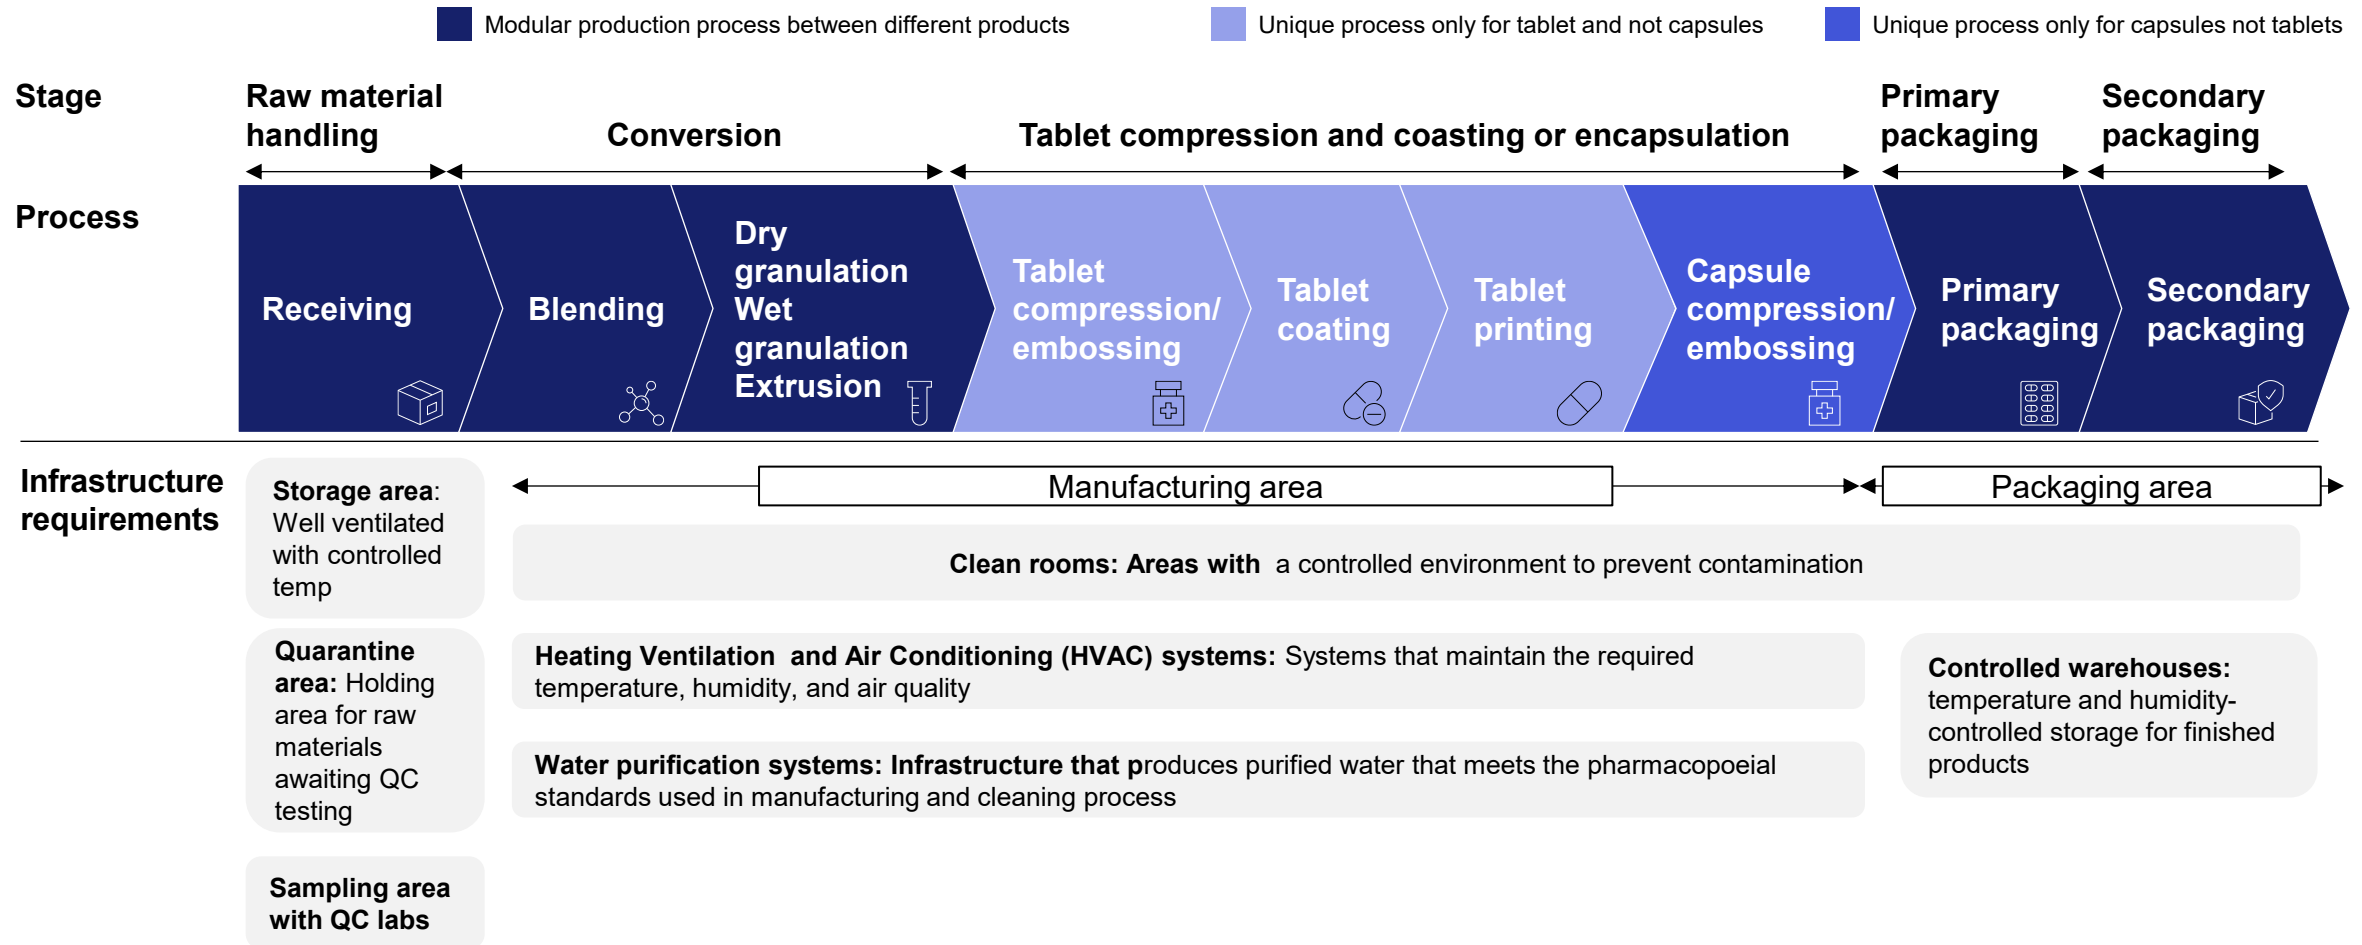 Modular production process between different products
Unique process only for tablet and not capsules
Unique process only for capsules not tablets
Stage
Raw material
handling
Conversion
Tablet compression and coasting or encapsulation
Primary
packaging
Secondary
packaging
Process
Receiving
Blending
Dry
granulation
Wet
granulation
Extrusion
Tablet
compression/
embossing
Tablet
coating
Tablet
printing
Capsule
compression/
embossing
Primary
packaging
Secondary
packaging
Infrastructure
requirements
Storage area:
Well ventilated
with controlled
temp
Manufacturing area
Packaging area
Clean rooms: Areas with  a controlled environment to prevent contamination
Quarantine
area: Holding
area for raw
materials
awaiting QC
testing
Heating Ventilation  and Air Conditioning (HVAC) systems: Systems that maintain the required
temperature, humidity, and air quality
Controlled warehouses:
temperature and humidity-
controlled storage for finished
products
Water purification systems: Infrastructure that produces purified water that meets the pharmacopoeial
standards used in manufacturing and cleaning process
Sampling area
with QC labs